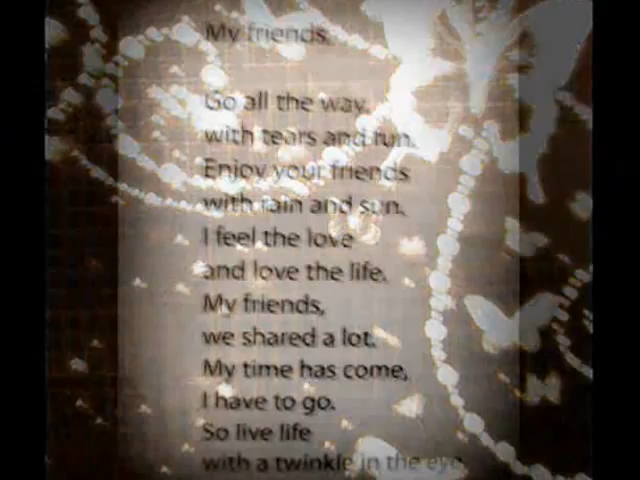 My friends,
Go all the way,
with tears and fun.
Enjoy your friends
with rain and sun.
I feel the love
and love the life.
My friends,
we shared a lot.
My time has come,
I have to go.
So live life
with a twinkle in the eye